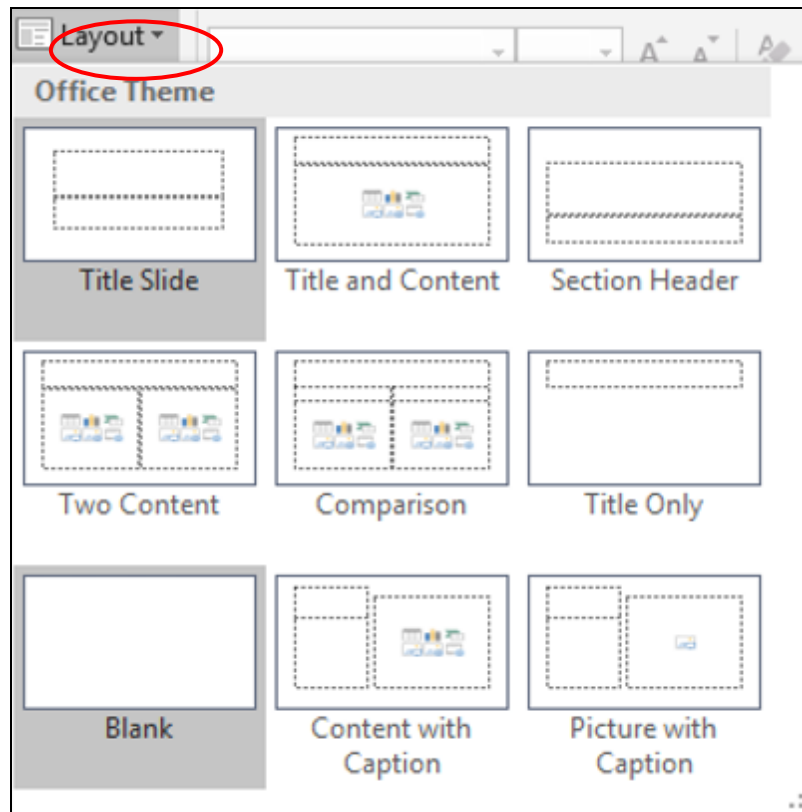 Layout
A A A
Office Theme
Title Slide
Title and Content
Section Header
Two Content
Comparison
Title Only
Blank
Content with
Caption
Picture with
Caption